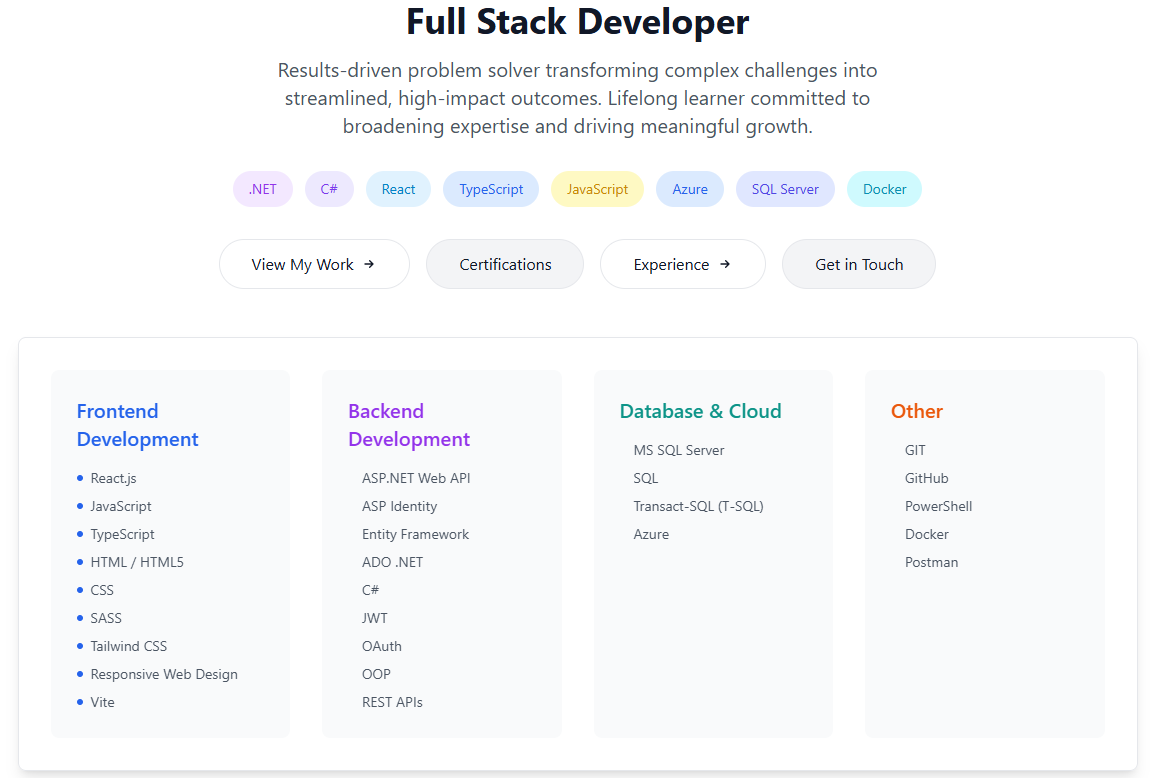 Full Stack Developer
Results-driven problem solver transforming complex challenges into
streamlined, high-impact outcomes. Lifelong learner committed to
broadening expertise and driving meaningful growth.
.NET C# React TypeScript JavaScript Azure SQL Server Docker
View My Work → Certifications Experience → Get in Touch
Frontend
Development
React.js
JavaScript
TypeScript
HTML / HTML5
CSS
SASS
Tailwind CSS
Responsive Web Design
Vite
Backend
Development
ASP.NET Web API
ASP Identity
Entity Framework
ADO .NET
C#
JWT
OAuth
OOP
REST APIs
Database & Cloud
MS SQL Server
SQL
Transact-SQL (T-SQL)
Azure
Other
GIT
GitHub
PowerShell
Docker
Postman